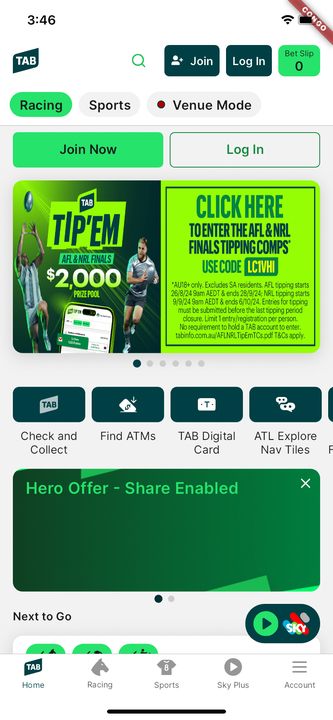 3:46
CONGO
TAB
Join
Log In
Bet Slip
0
Racing
Sports
Venue Mode
Join Now
Log In
TAB
TIP'EM
AFL & NRL FINALS
$2,000
PRIZE POOL
CLICK HERE
TO ENTER THE AFL & NRL
FINALS TIPPING COMPS*
USE CODE LC1VHI
*AU18+ only. Excludes SA residents. AFL tipping starts
26/8/24 9am AEDT & ends 28/9/24; NRL tipping starts
9/9/24 9am AEDT & ends 6/10/24. Entries for tipping
must be submitted before the last tipping period
closure. Limit 1 entry/registration per person.
No requirement to hold a TAB account to enter.
tabinfo.com.au/AFLNRLTipEmTCs.pdf T&Cs apply.
TAB
T
Check and
Collect
Find ATMs
TAB Digital
Card
ATL Explore
Nav Tiles
F
Hero Offer - Share Enabled
Next to Go
SKY
TAB
8
Home
Racing
Sports
Sky Plus
Account